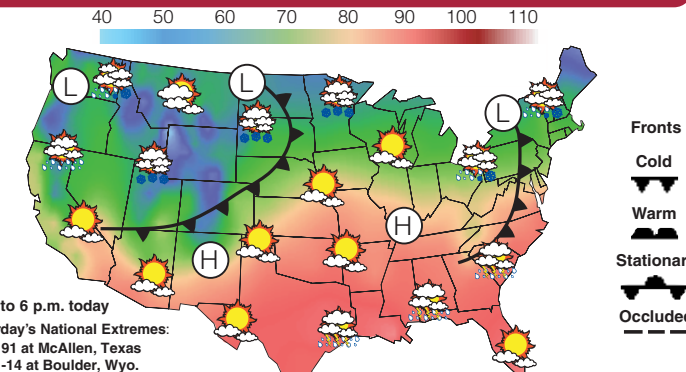 40 50 60 70 80 90 100 110
L
L
L
H
H
Fronts
Cold
Warm
Stationar
Occluded
to 6 p.m. today
rday's National Extremes:
91 at McAllen, Texas
-14 at Boulder, Wyo.